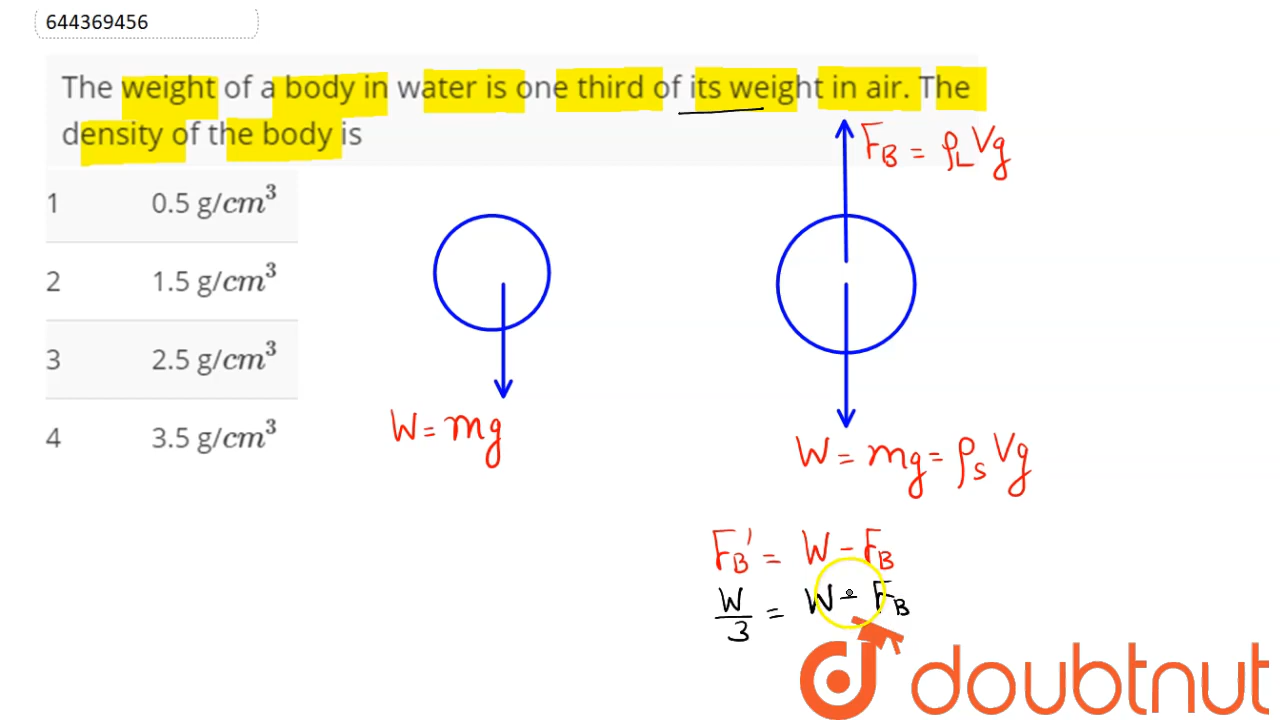 644369456
The weight of a body in water is one third of its weight in air. The
density of the body is
F_B = ρ_L Vg
1 0.5 g/cm³
2 1.5 g/cm³
3 2.5 g/cm³
4 3.5 g/cm³
W = mg
W = mg = ρ_s Vg
F_B' = W - F_B
W/3 = W - F_B
doubtnut